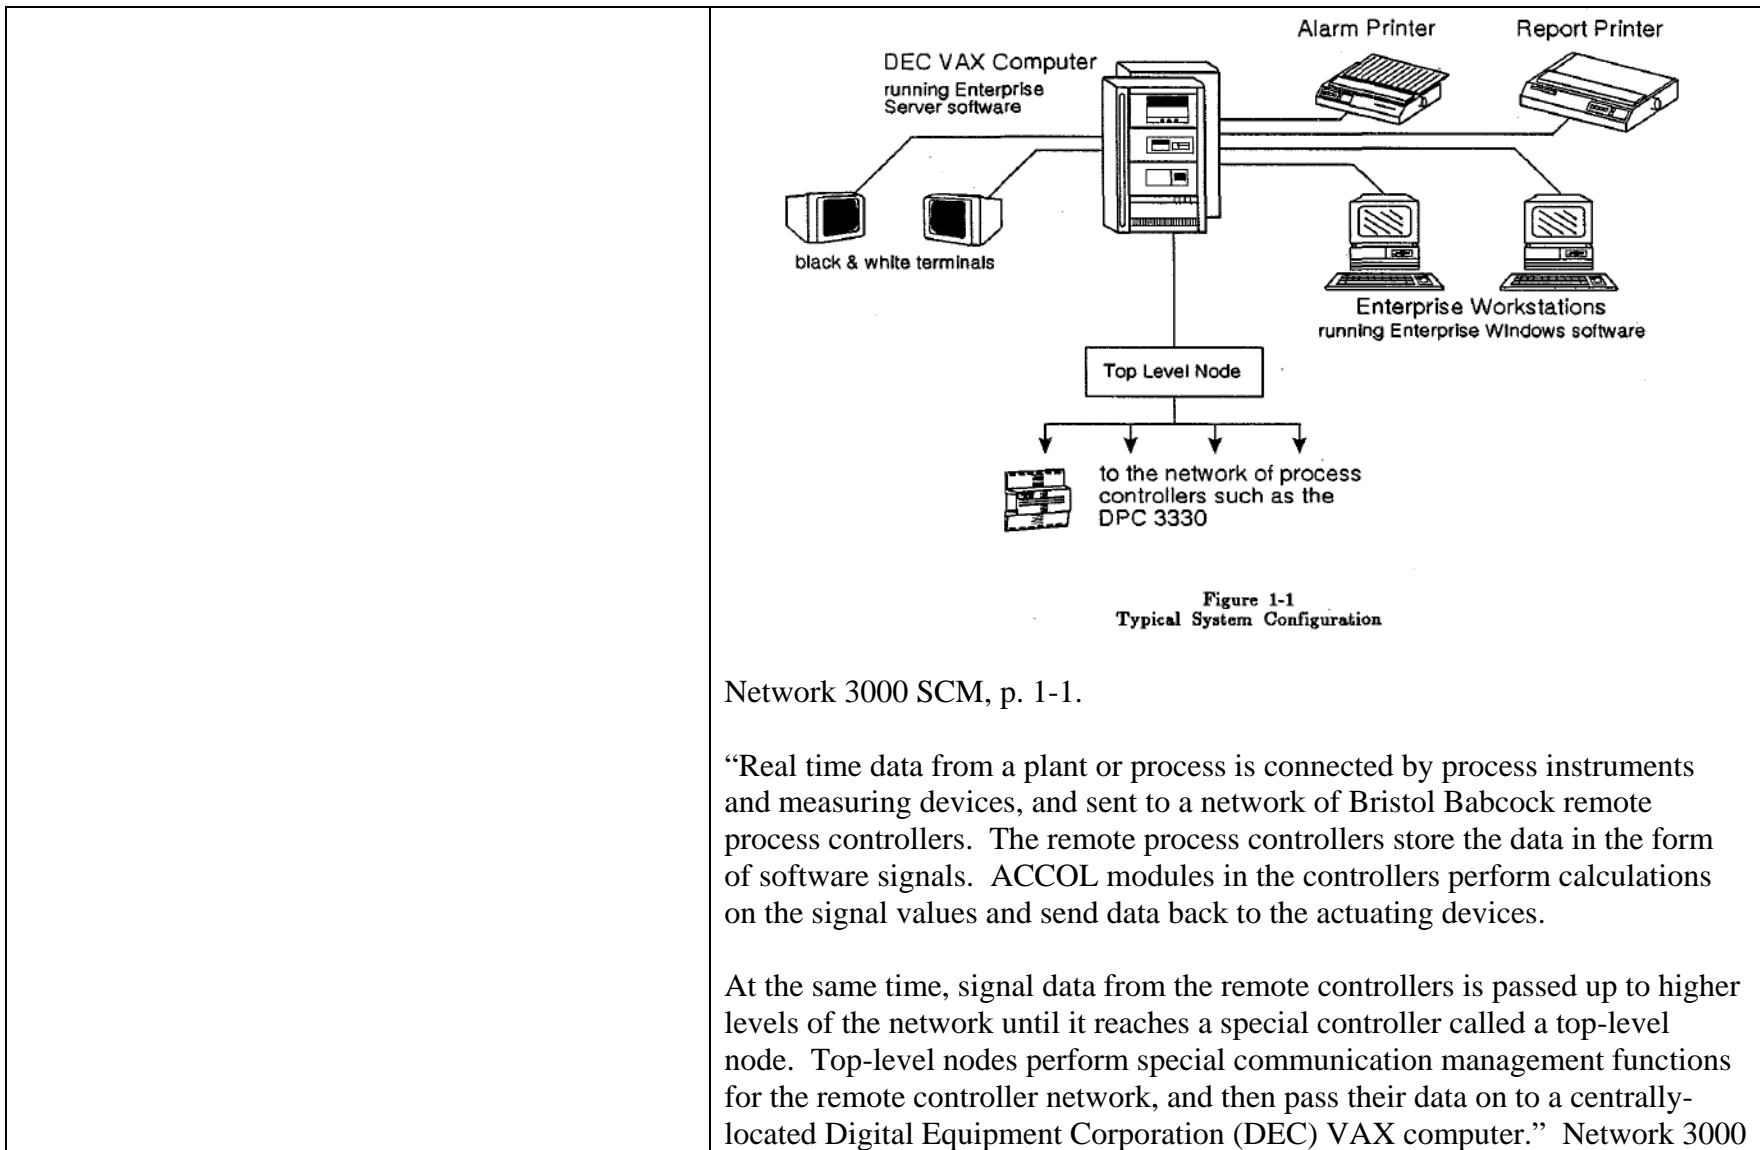 Alarm Printer
Report Printer
DEC VAX Computer
running Enterprise
Server software
black & white terminals
Enterprise Workstations
running Enterprise Windows software
Top Level Node
to the network of process
controllers such as the
DPC 3330
Figure 1-1
Typical System Configuration
Network 3000 SCM, p. 1-1.
“Real time data from a plant or process is connected by process instruments
and measuring devices, and sent to a network of Bristol Babcock remote
process controllers.  The remote process controllers store the data in the form
of software signals.  ACCOL modules in the controllers perform calculations
on the signal values and send data back to the actuating devices.
At the same time, signal data from the remote controllers is passed up to higher
levels of the network until it reaches a special controller called a top-level
node.  Top-level nodes perform special communication management functions
for the remote controller network, and then pass their data on to a centrally-
located Digital Equipment Corporation (DEC) VAX computer.”  Network 3000